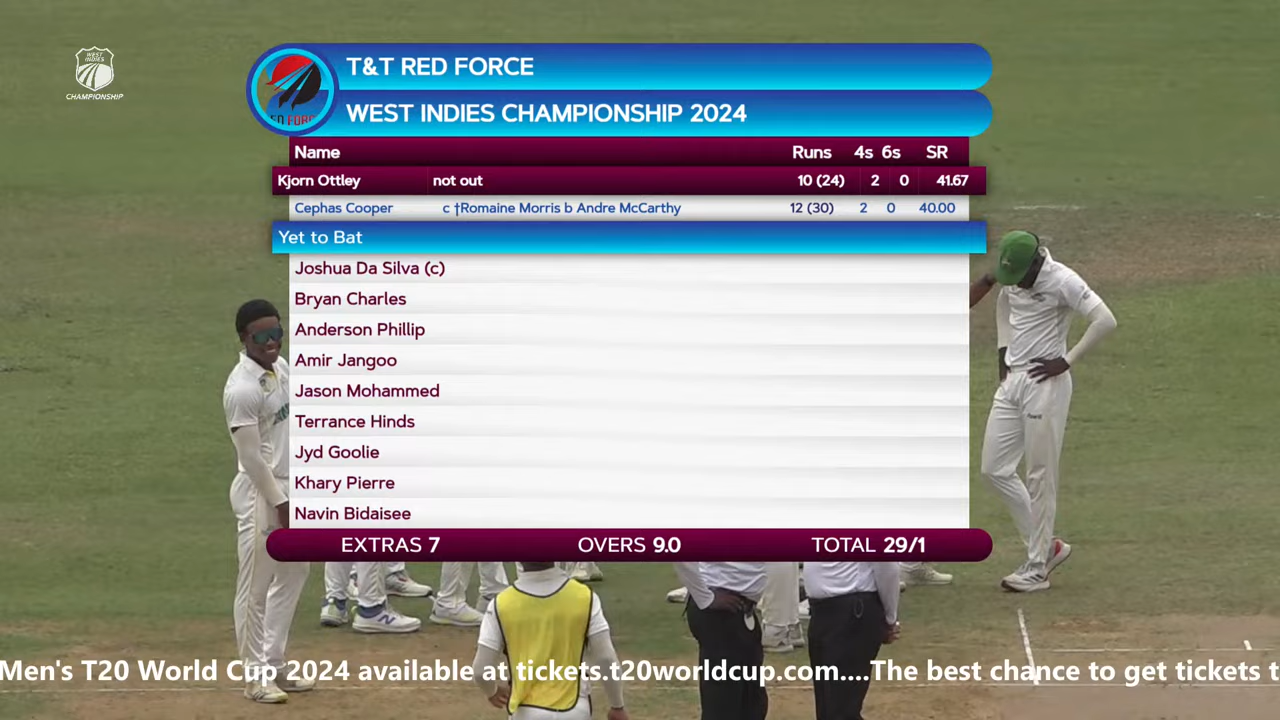 WEST INDIES
CHAMPIONSHIP
T&T RED FORCE
WEST INDIES CHAMPIONSHIP 2024
RED FORCE
Name Runs 4s 6s SR
Kjorn Ottley not out 10 (24) 2 0 41.67
Cephas Cooper c †Romaine Morris b Andre McCarthy 12 (30) 2 0 40.00
Yet to Bat
Joshua Da Silva (c)
Bryan Charles
Anderson Phillip
Amir Jangoo
Jason Mohammed
Terrance Hinds
Jyd Goolie
Khary Pierre
Navin Bidaisee
EXTRAS 7 OVERS 9.0 TOTAL 29/1
Men's T20 World Cup 2024 available at tickets.t20worldcup.com....The best chance to get tickets t